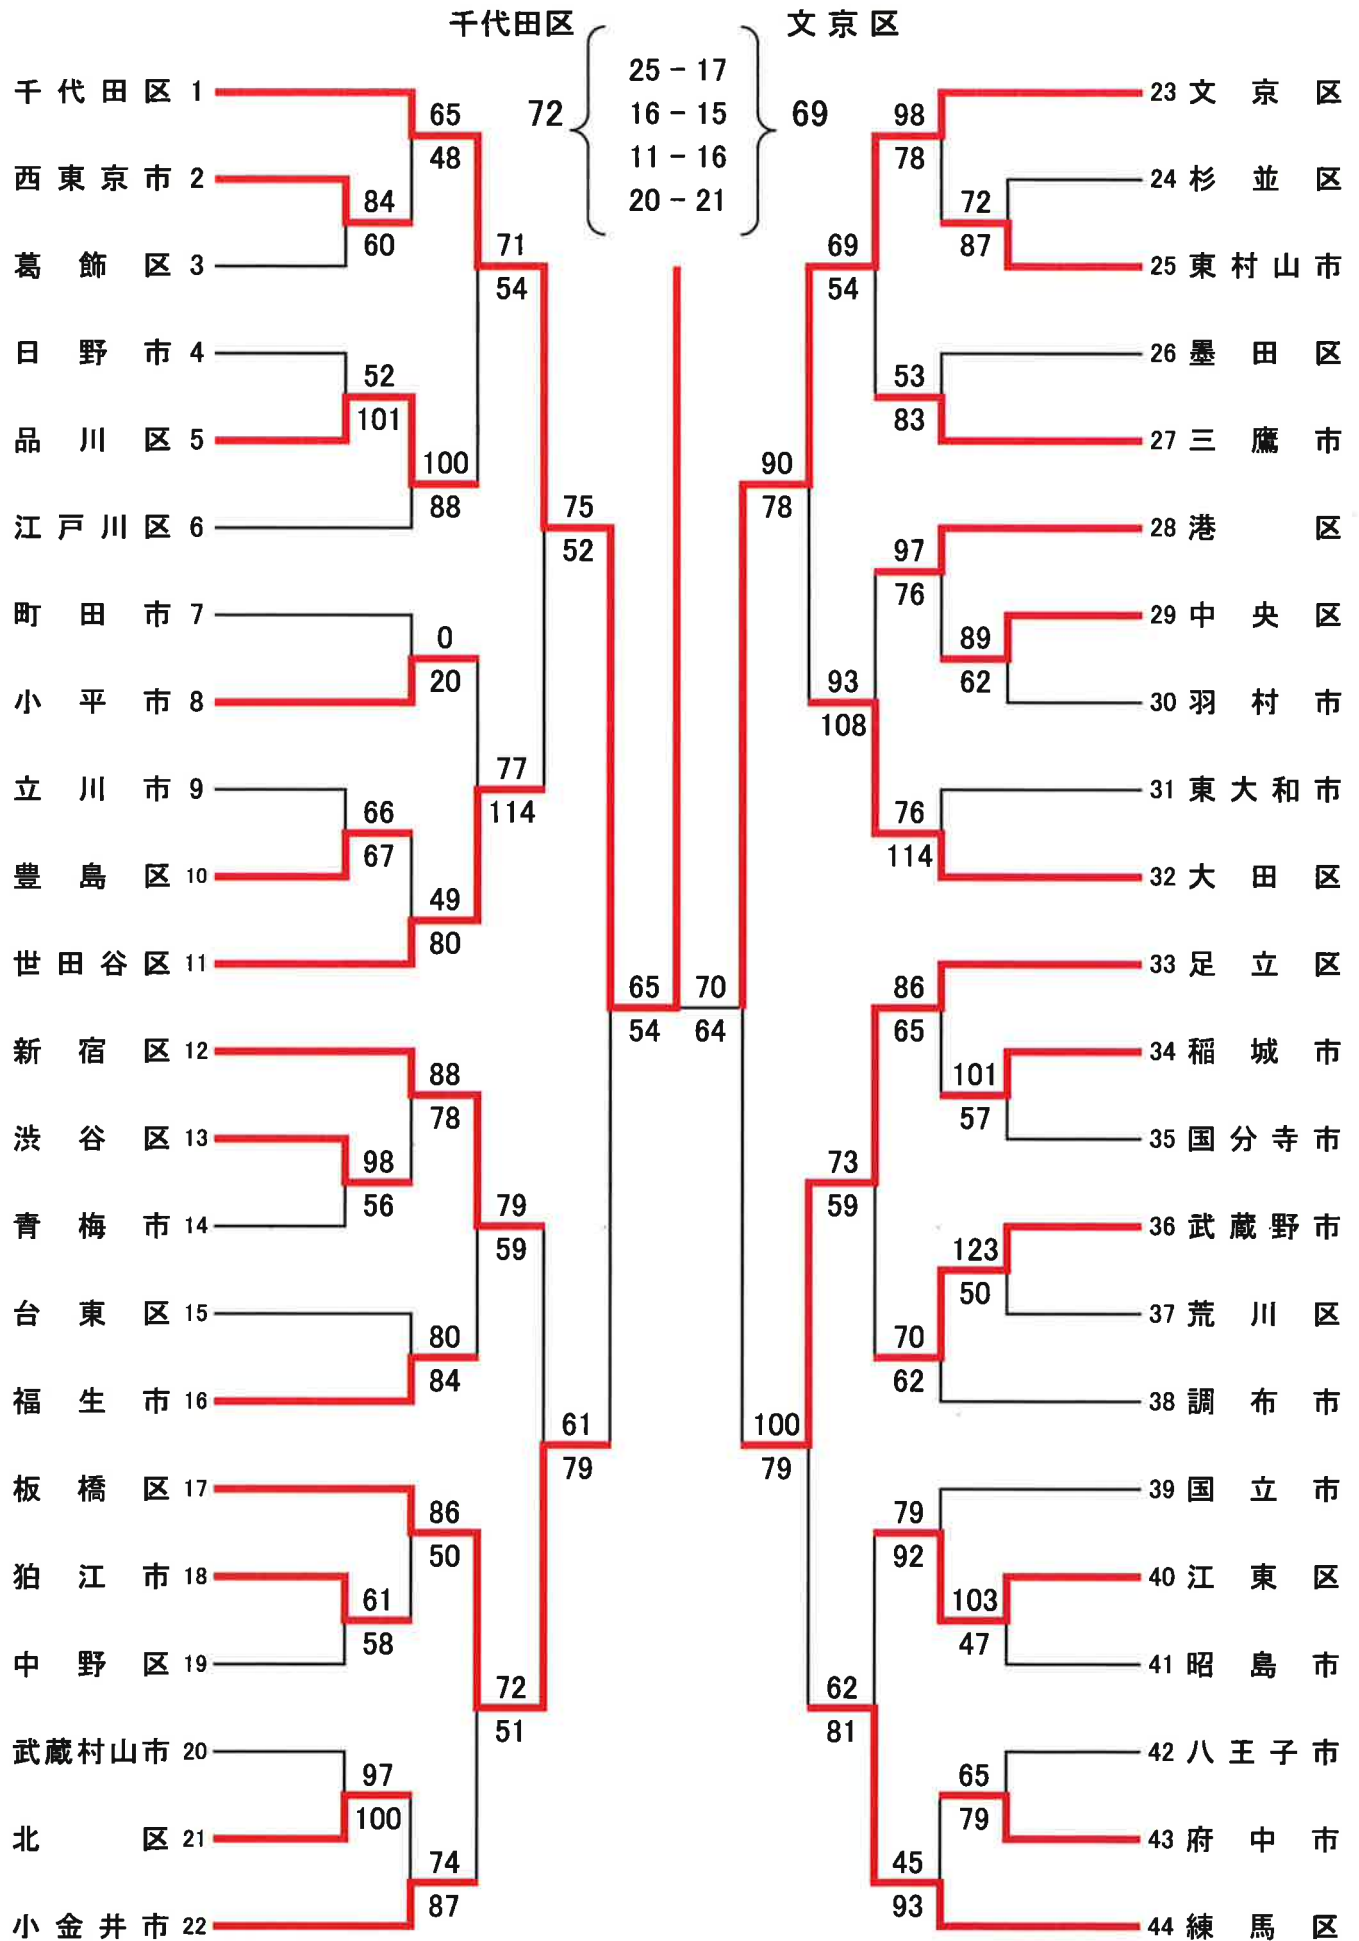 千代田区 文京区
72 25 - 17 69
16 - 15
11 - 16
20 - 21
千代田区 1
西東京市 2
葛飾区 3
日野市 4
品川区 5
江戸川区 6
町田市 7
小平市 8
立川市 9
豊島区 10
世田谷区 11
新宿区 12
渋谷区 13
青梅市 14
台東区 15
福生市 16
板橋区 17
狛江市 18
中野区 19
武蔵村山市 20
北区 21
小金井市 22
84
60
52
101
66
67
98
56
61
58
97
100
65
48
100
88
0
20
49
80
88
78
80
84
86
50
74
87
71
54
77
114
79
59
72
51
75
52
61
79
65
54
70
64
90
78
100
79
69
54
93
108
73
59
62
81
98
78
53
83
97
76
76
114
86
65
70
62
79
92
45
93
72
87
89
62
101
57
123
50
103
47
65
79
23 文京区
24 杉並区
25 東村山市
26 墨田区
27 三鷹市
28 港区
29 中央区
30 羽村市
31 東大和市
32 大田区
33 足立区
34 稲城市
35 国分寺市
36 武蔵野市
37 荒川区
38 調布市
39 国立市
40 江東区
41 昭島市
42 八王子市
43 府中市
44 練馬区